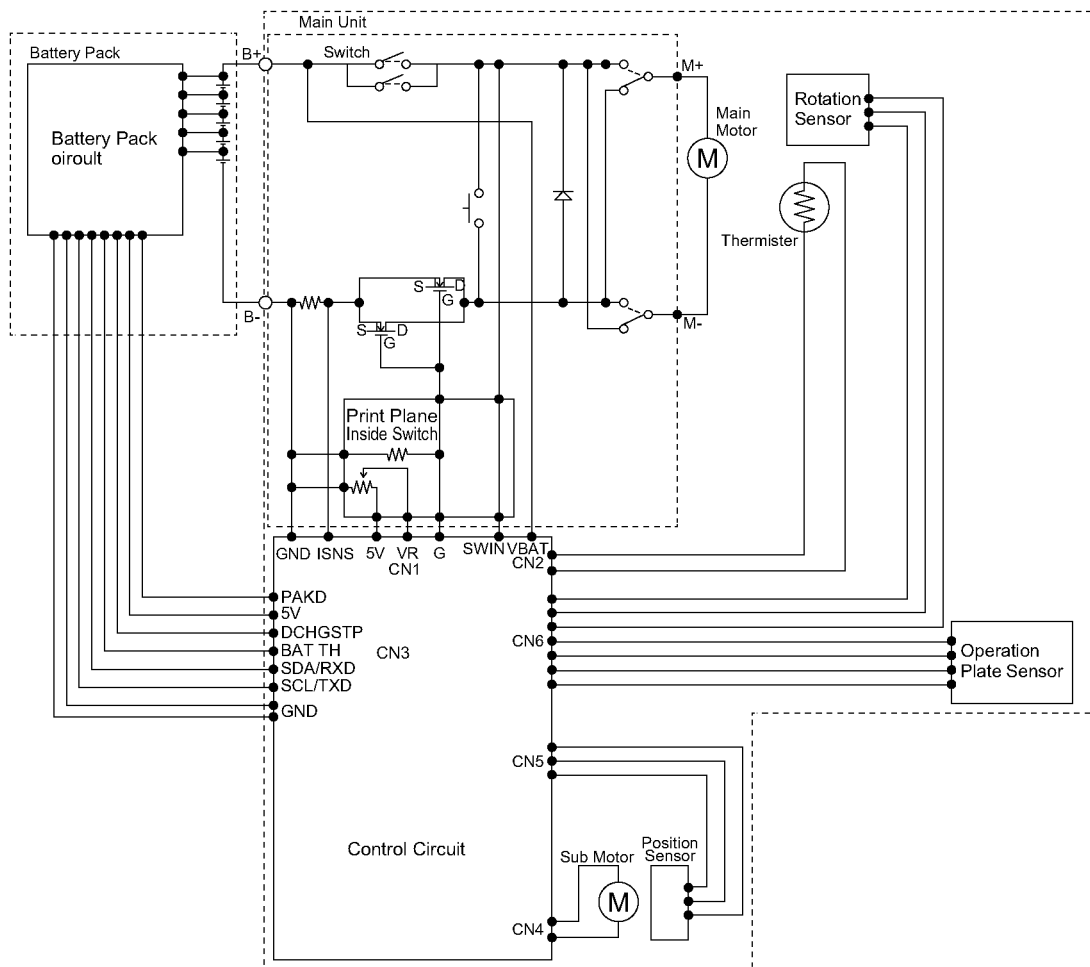 Main Unit
Battery Pack
B+
Switch
M+
Battery Pack
oiroult
Main
Motor
M
Rotation
Sensor
Thermister
S
D
G
B-
S
D
G
M-
Print Plane
Inside Switch
GND
ISNS
5V
VR
G
SWIN
VBAT
CN1
CN2
PAKD
5V
DCHGSTP
BAT TH
CN3
SDA/RXD
SCL/TXD
GND
CN6
Operation
Plate Sensor
CN5
Control Circuit
Sub Motor
Position
Sensor
M
CN4